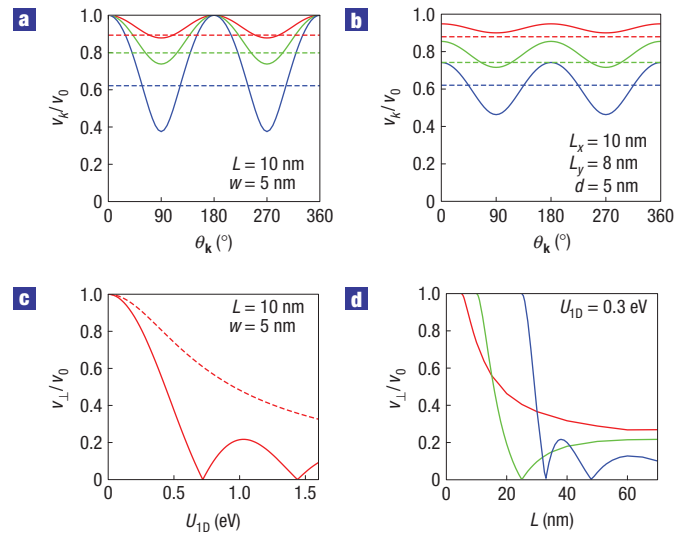 a
v_k/v_0
1.0
0.8
0.6
0.4
0.2
0
L = 10 nm
w = 5 nm
0 90 180 270 360
θ_k (°)
b
v_k/v_0
1.0
0.8
0.6
0.4
0.2
0
L_x = 10 nm
L_y = 8 nm
d = 5 nm
0 90 180 270 360
θ_k (°)
c
v_⊥/v_0
1.0
0.8
0.6
0.4
0.2
0
L = 10 nm
w = 5 nm
0 0.5 1.0 1.5
U_1D (eV)
d
v_⊥/v_0
1.0
0.8
0.6
0.4
0.2
0
U_1D = 0.3 eV
0 20 40 60
L (nm)